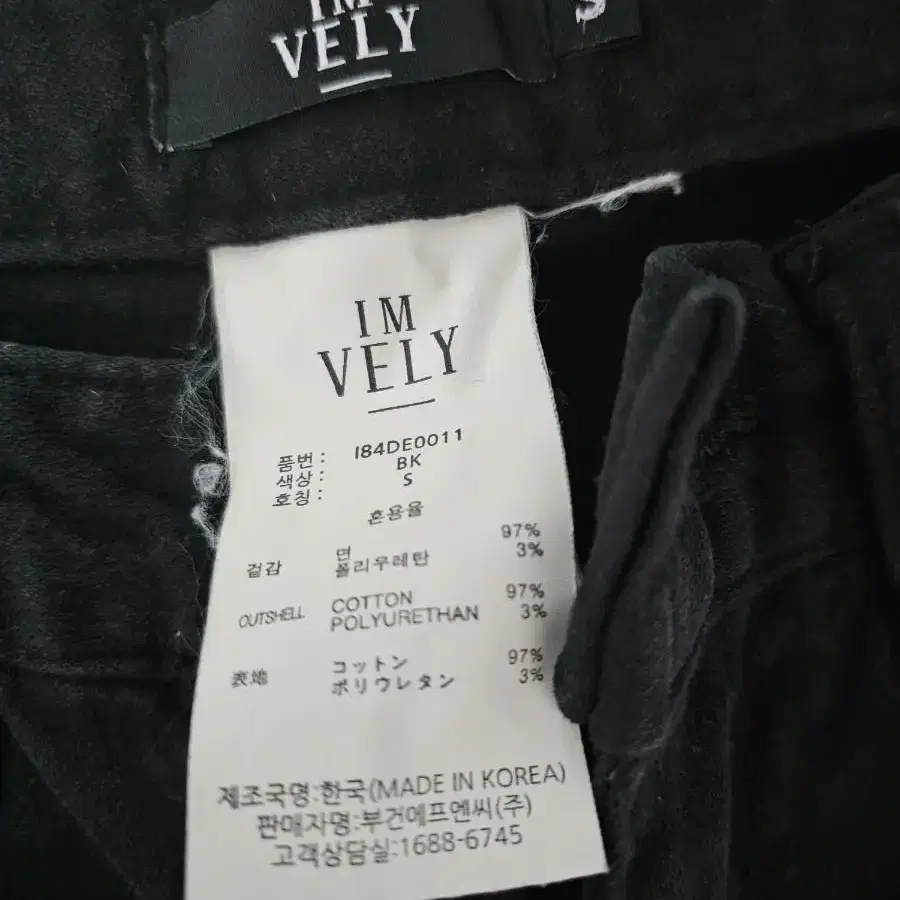 IM
VELY
S
IM
VELY
품번 : I84DE0011
색상 : BK
호칭 : S
혼용율
겉감 면 97%
폴리우레탄 3%
OUTSHELL COTTON 97%
POLYURETHAN 3%
表地 コットン 97%
ポリウレタン 3%
제조국명:한국(MADE IN KOREA)
판매자명:부건에프엔씨(주)
고객상담실:1688-6745